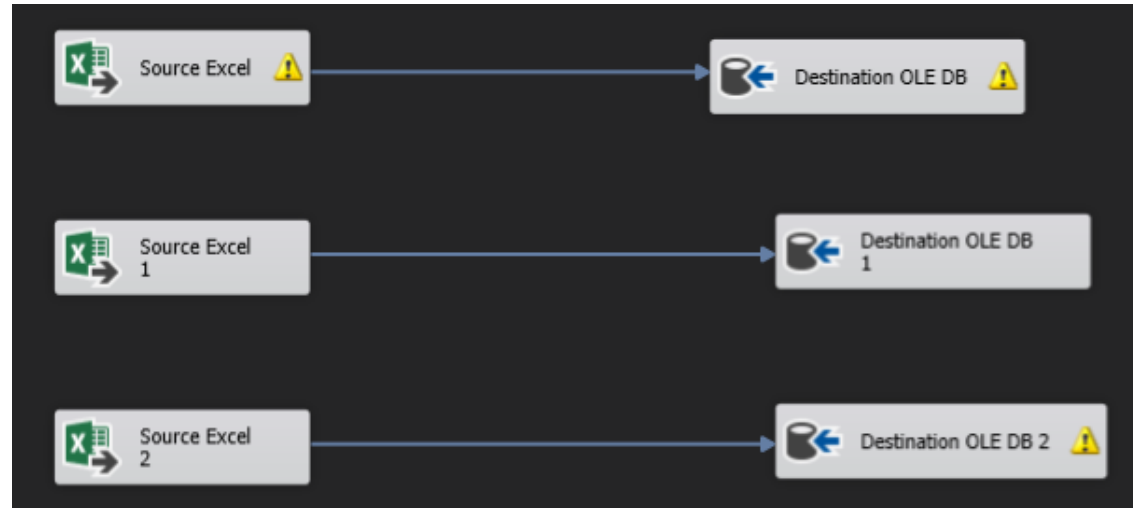 Source Excel
Destination OLE DB
Source Excel
1
Destination OLE DB
1
Source Excel
2
Destination OLE DB 2